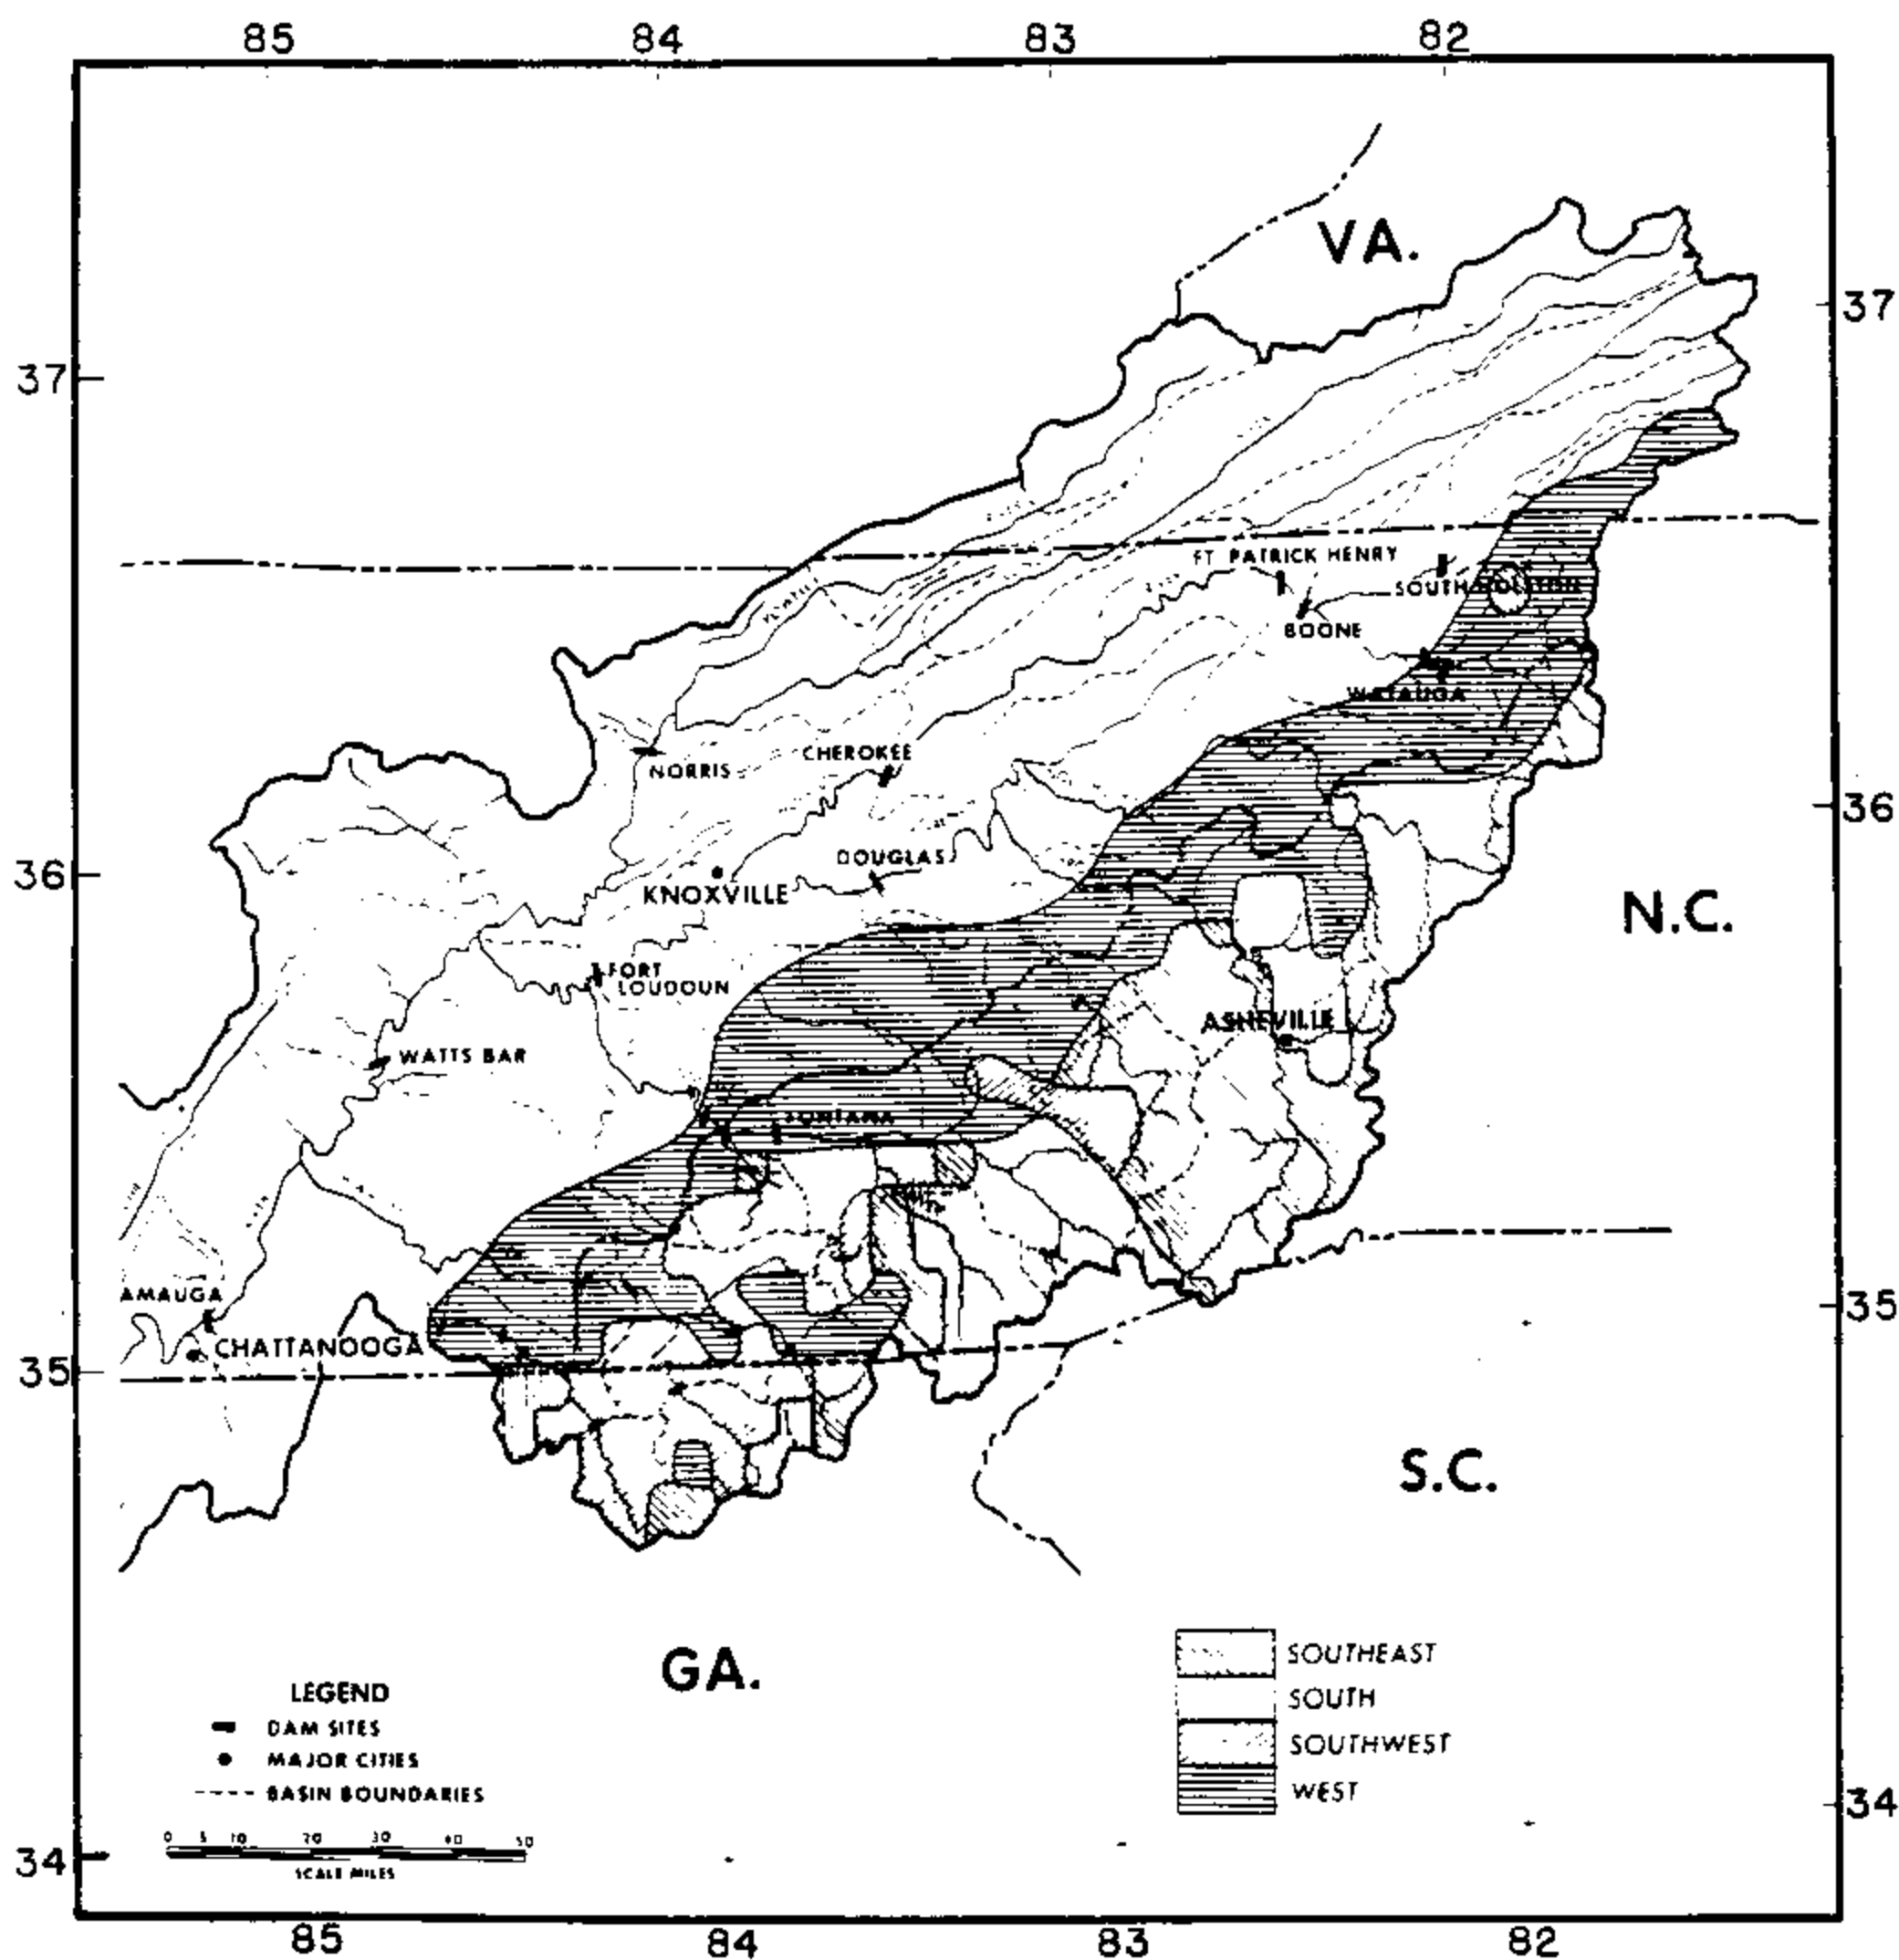 85 84 83 82
VA.
37
37
FT PATRICK HENRY
SOUTH HOLSTON
BOONE
WATAUGA
CHEROKEE
NORRIS
36
36
DOUGLAS
KNOXVILLE
N.C.
FORT
LOUDOUN
ASHEVILLE
WATTS BAR
FONTANA
AMAUGA
35
CHATTANOOGA
35
S.C.
GA.
SOUTHEAST
SOUTH
SOUTHWEST
WEST
LEGEND
DAM SITES
MAJOR CITIES
BASIN BOUNDARIES
0 5 10 20 30 40 50
SCALE MILES
34
34
85 84 83 82